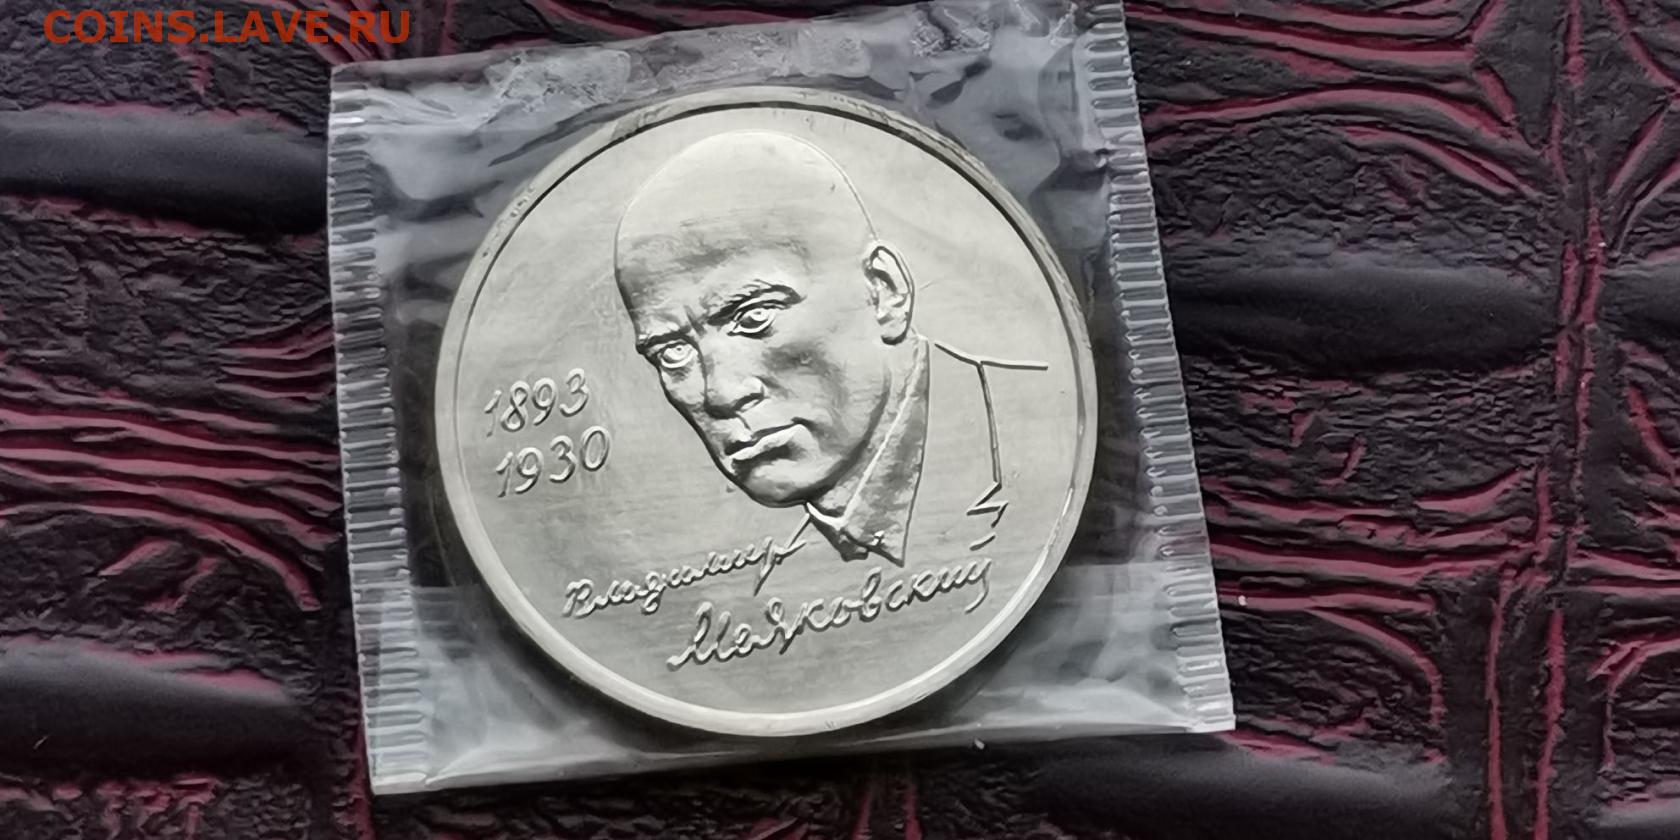 COINS.LAVE.RU
1893
1930
Владимир
Маяковский